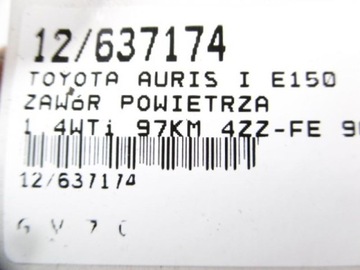 12/637174
TOYOTA AURIS I E150
ZAWóR POWIETRZA
1.4WTi 97KM 4ZZ-FE
12/637174